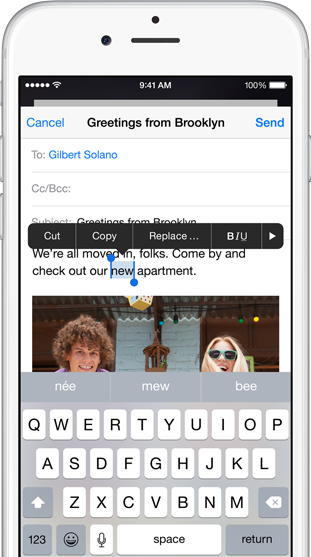 9:41 AM 100%
Cancel Greetings from Brooklyn Send
To: Gilbert Solano
Cc/Bcc:
Subject: Greetings from Brooklyn
Cut Copy Replace ... B I U
We're all moved in, folks. Come by and
check out our new apartment.
née mew bee
Q W E R T Y U I O P
A S D F G H J K L
Z X C V B N M
123 space return